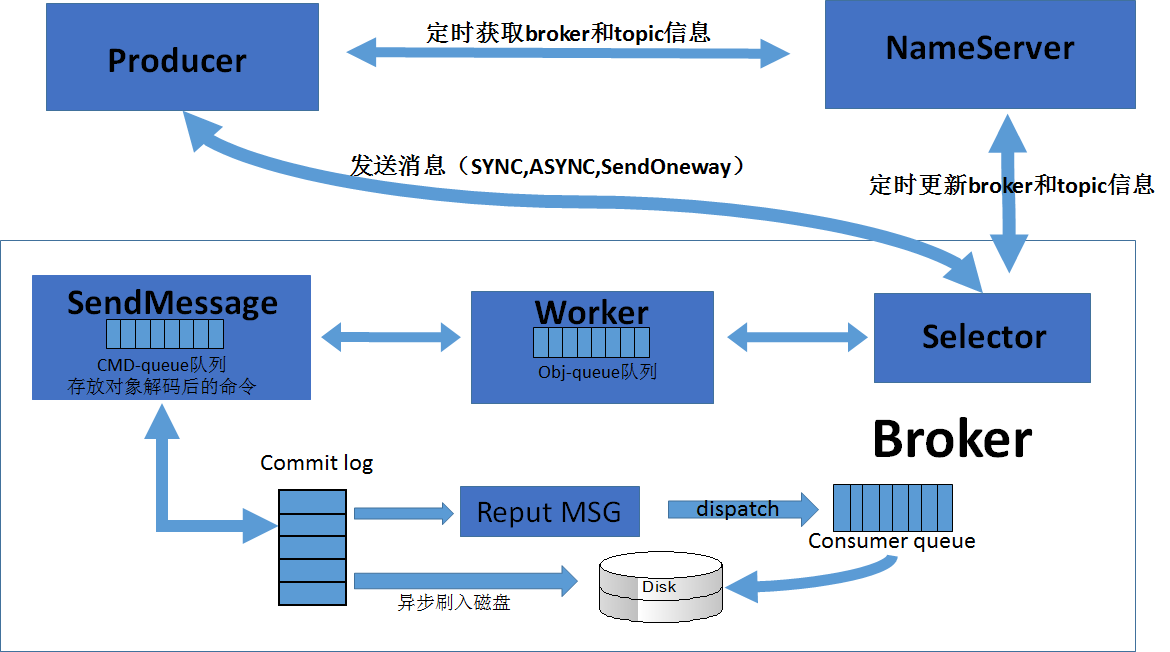 定时获取broker和topic信息
Producer
NameServer
发送消息（SYNC,ASYNC,SendOneway）
定时更新broker和topic信息
SendMessage
CMD-queue队列
存放对象解码后的命令
Worker
Obj-queue队列
Selector
Broker
Commit log
Reput MSG
dispatch
Consumer queue
异步刷入磁盘
Disk